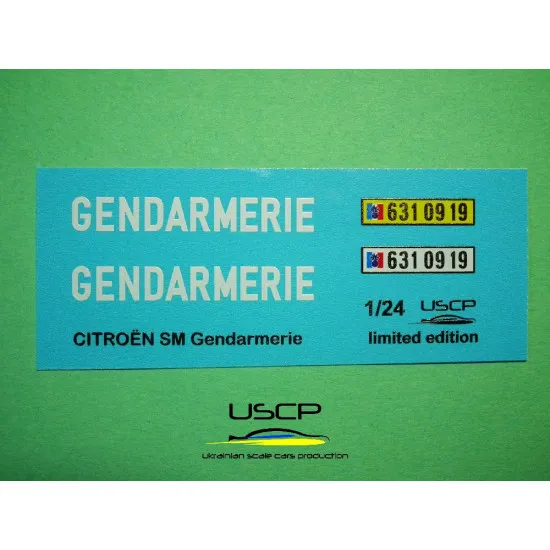 GENDARMERIE
631 09 19
GENDARMERIE
631 09 19
1/24 USCP
CITROËN SM Gendarmerie
limited edition
USCP
Ukrainian scale cars production